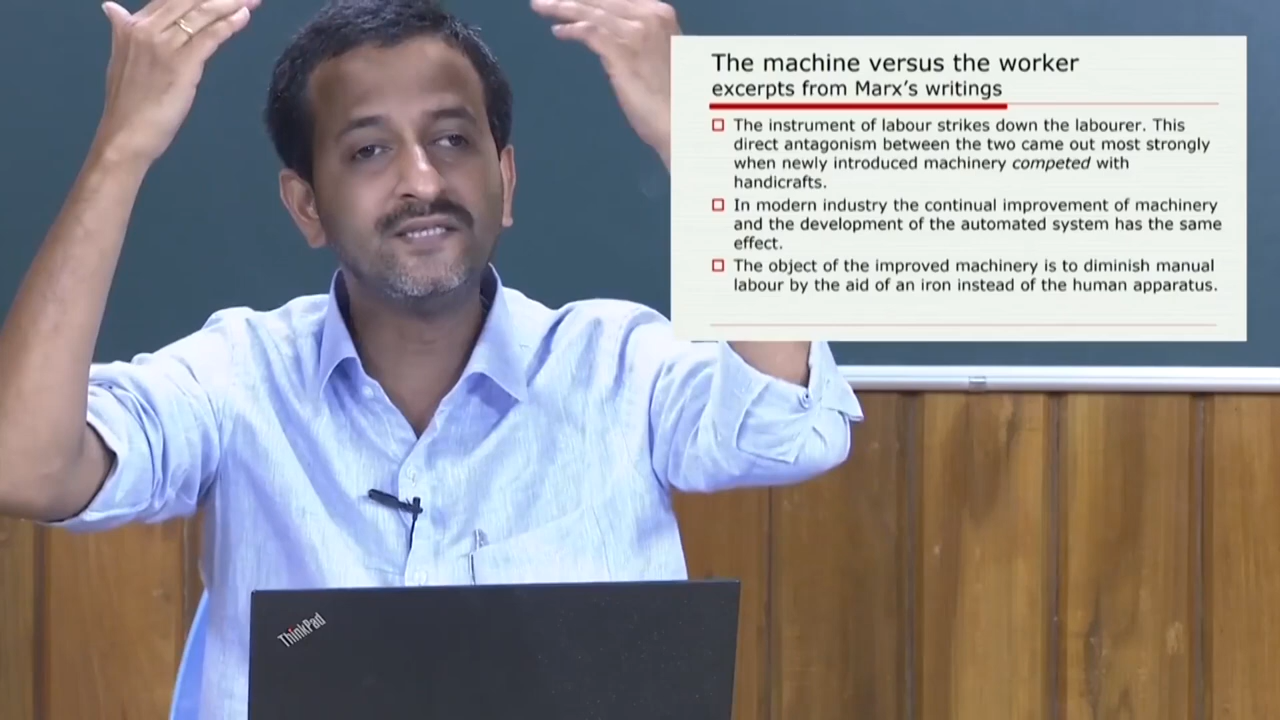 The machine versus the worker
excerpts from Marx's writings
The instrument of labour strikes down the labourer. This
direct antagonism between the two came out most strongly
when newly introduced machinery competed with
handicrafts.
In modern industry the continual improvement of machinery
and the development of the automated system has the same
effect.
The object of the improved machinery is to diminish manual
labour by the aid of an iron instead of the human apparatus.
ThinkPad